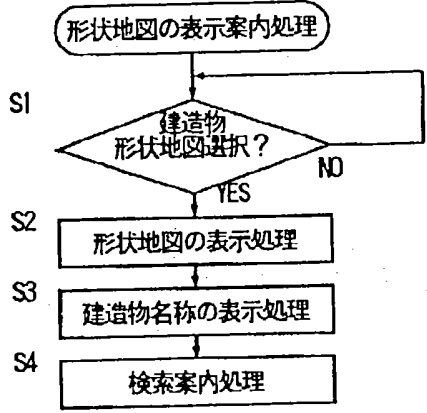 形状地図の表示案内処理
S1
建造物
形状地図選択?
NO
YES
S2
形状地図の表示処理
S3
建造物名称の表示処理
S4
検索案内処理